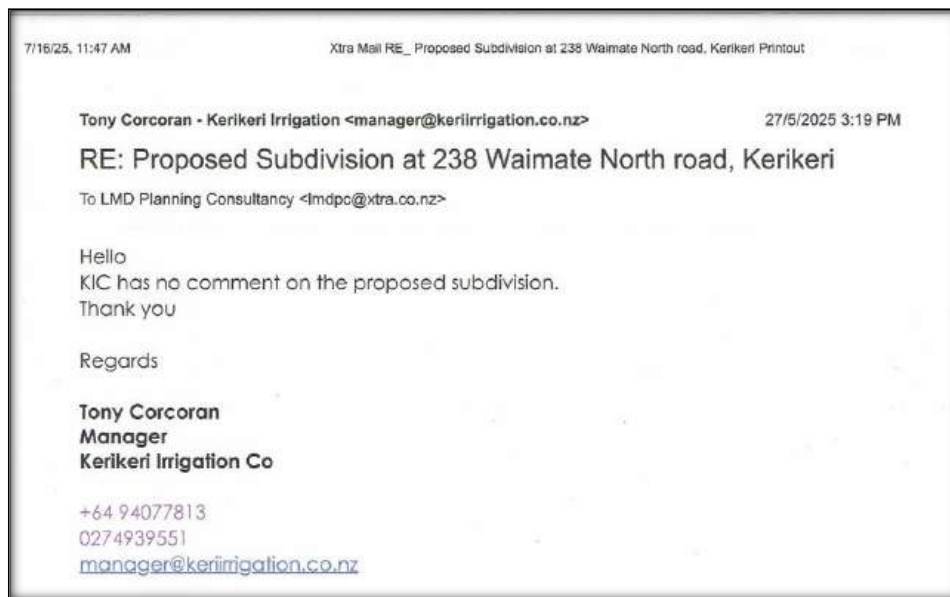 7/16/25, 11:47 AM Xtra Mail RE_ Proposed Subdivision at 238 Waimate North road, Kerikeri Printout
Tony Corcoran - Kerikeri Irrigation <manager@keriirrigation.co.nz> 27/5/2025 3:19 PM
RE: Proposed Subdivision at 238 Waimate North road, Kerikeri
To LMD Planning Consultancy <lmdpc@xtra.co.nz>
Hello
KIC has no comment on the proposed subdivision.
Thank you
Regards
Tony Corcoran
Manager
Kerikeri Irrigation Co
+64 94077813
0274939551
manager@keriirrigation.co.nz